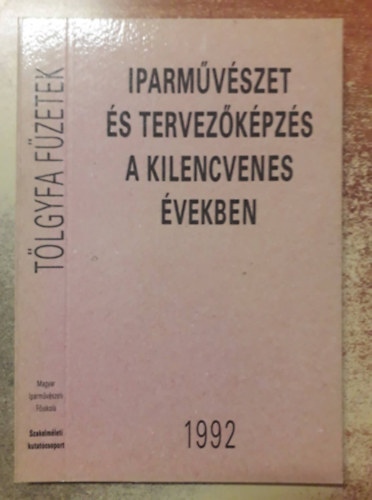 IPARMŰVÉSZET
ÉS TERVEZŐKÉPZÉS
A KILENCVENES
ÉVEKBEN
1992
TÖLGYFA FÜZETEK
Magyar
Iparművészeti
Főiskola
Szakelméleti
kutatócsoport